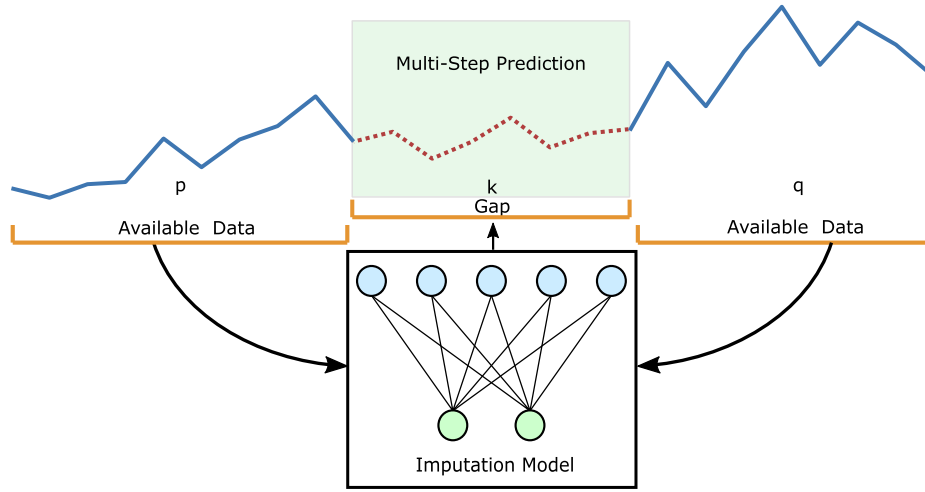 Multi-Step Prediction
p
k
q
Gap
Available Data
Available Data
Imputation Model